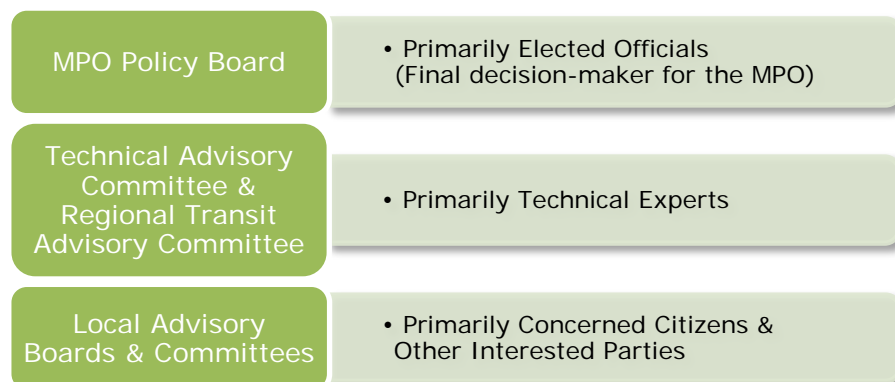 MPO Policy Board
• Primarily Elected Officials
(Final decision-maker for the MPO)
Technical Advisory
Committee &
Regional Transit
Advisory Committee
• Primarily Technical Experts
Local Advisory
Boards & Committees
• Primarily Concerned Citizens &
Other Interested Parties